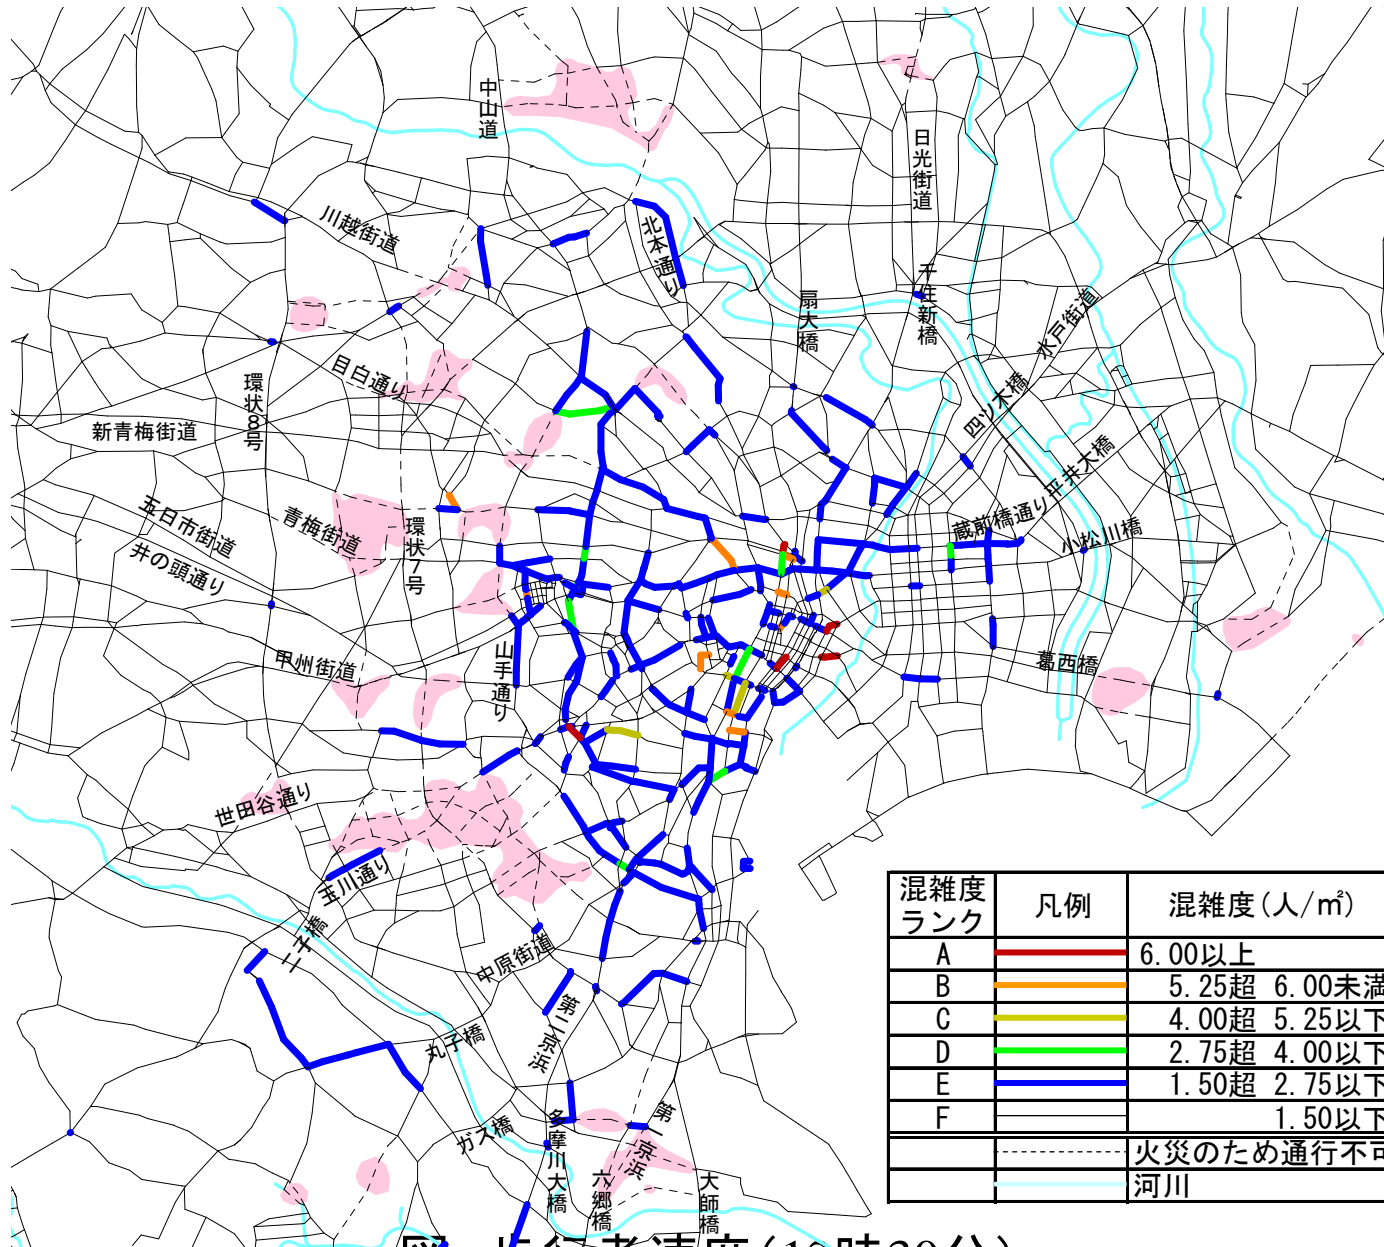 中山道
日光街道
川越街道
北本通り
千住新橋
扇大橋
水戸街道
目白通り
環状8号
四ツ木橋
新青梅街道
平井大橋
五日市街道
青梅街道
環状7号
蔵前橋通り
小松川橋
井の頭通り
甲州街道
山手通り
葛西橋
世田谷通り
玉川通り
二子橋
中原街道
第二京浜
丸子橋
ガス橋
多摩川大橋
第一京浜
六郷橋
大師橋
混雑度ランク 凡例 混雑度(人/㎡)
A 6.00以上
B 5.25超 6.00未満
C 4.00超 5.25以下
D 2.75超 4.00以下
E 1.50超 2.75以下
F 1.50以下
火災のため通行不可
河川